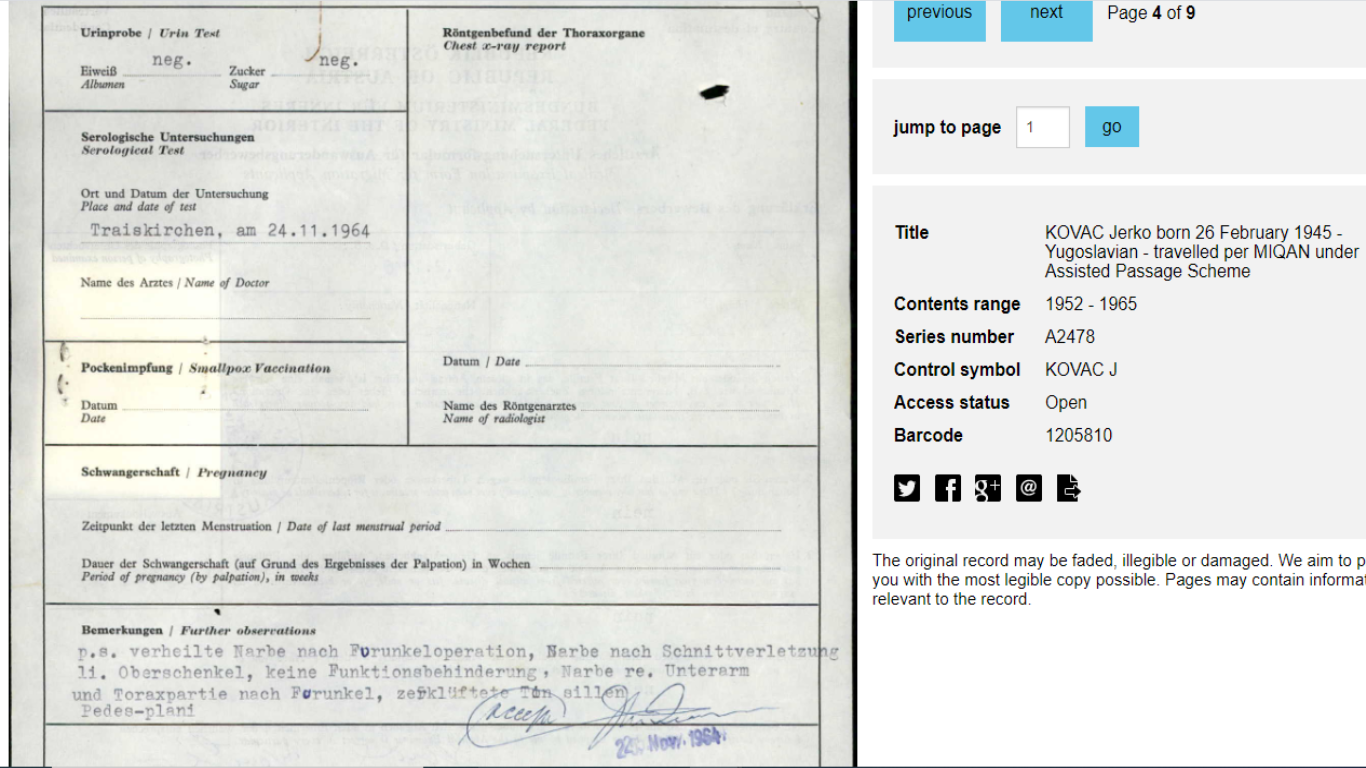 Urinprobe / Urin Test
neg.
neg.
Eiweiß
Zucker
Albumen
Sugar
Röntgenbefund der Thoraxorgane
Chest x-ray report
Serologische Untersuchungen
Serological Test
Ort und Datum der Untersuchung
Place and date of test
Traiskirchen, am 24.11.1964
Name des Arztes / Name of Doctor
Pockenimpfung / Smallpox Vaccination
Datum
Date
Datum / Date
Name des Röntgenarztes
Name of radiologist
Schwangerschaft / Pregnancy
Zeitpunkt der letzten Menstruation / Date of last menstrual period
Dauer der Schwangerschaft (auf Grund des Ergebnisses der Palpation) in Wochen
Period of pregnancy (by palpation), in weeks
Bemerkungen / Further observations
p.s. verheilte Narbe nach Furunkeloperation, Narbe nach Schnittverletzung
li. Oberschenkel, keine Funktionsbehinderung, Narbe re. Unterarm
und Toraxpartie nach Furunkel, zerklüftete Ton sillen
Pedes-plani
Nov. 1964
previous
next
Page 4 of 9
jump to page
1
go
Title
KOVAC Jerko born 26 February 1945 -
Yugoslavian - travelled per MIQAN under
Assisted Passage Scheme
Contents range
1952 - 1965
Series number
A2478
Control symbol
KOVAC J
Access status
Open
Barcode
1205810
The original record may be faded, illegible or damaged. We aim to p
you with the most legible copy possible. Pages may contain informa
relevant to the record.